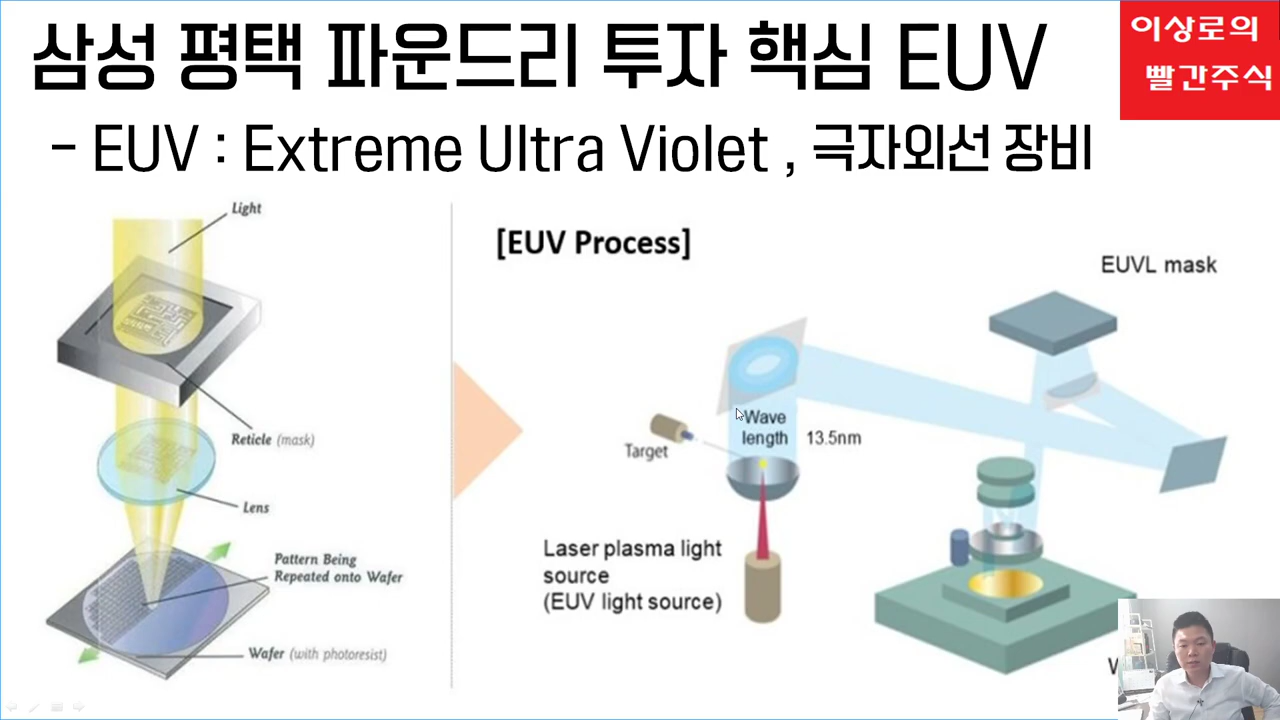 삼성 평택 파운드리 투자 핵심 EUV
이상로의
빨간주식
- EUV : Extreme Ultra Violet , 극자외선 장비
Light
Reticle (mask)
Lens
Pattern Being
Repeated onto Wafer
Wafer (with photoresist)
[EUV Process]
EUVL mask
Wave
length
13.5nm
Target
Laser plasma light
source
(EUV light source)